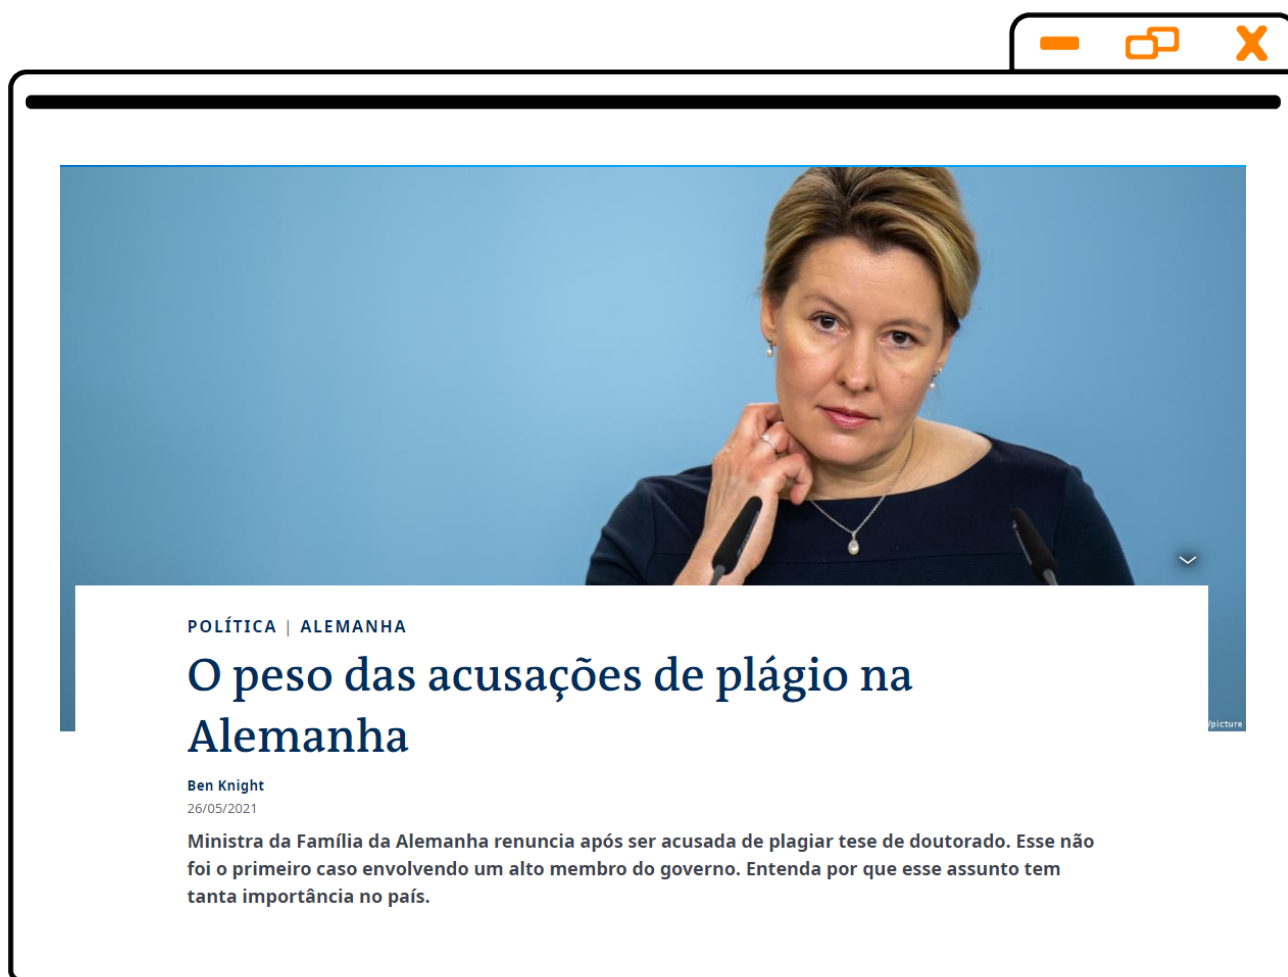 /picture
POLÍTICA | ALEMANHA
O peso das acusações de plágio na
Alemanha
Ben Knight
26/05/2021
Ministra da Família da Alemanha renuncia após ser acusada de plagiar tese de doutorado. Esse não
foi o primeiro caso envolvendo um alto membro do governo. Entenda por que esse assunto tem
tanta importância no país.